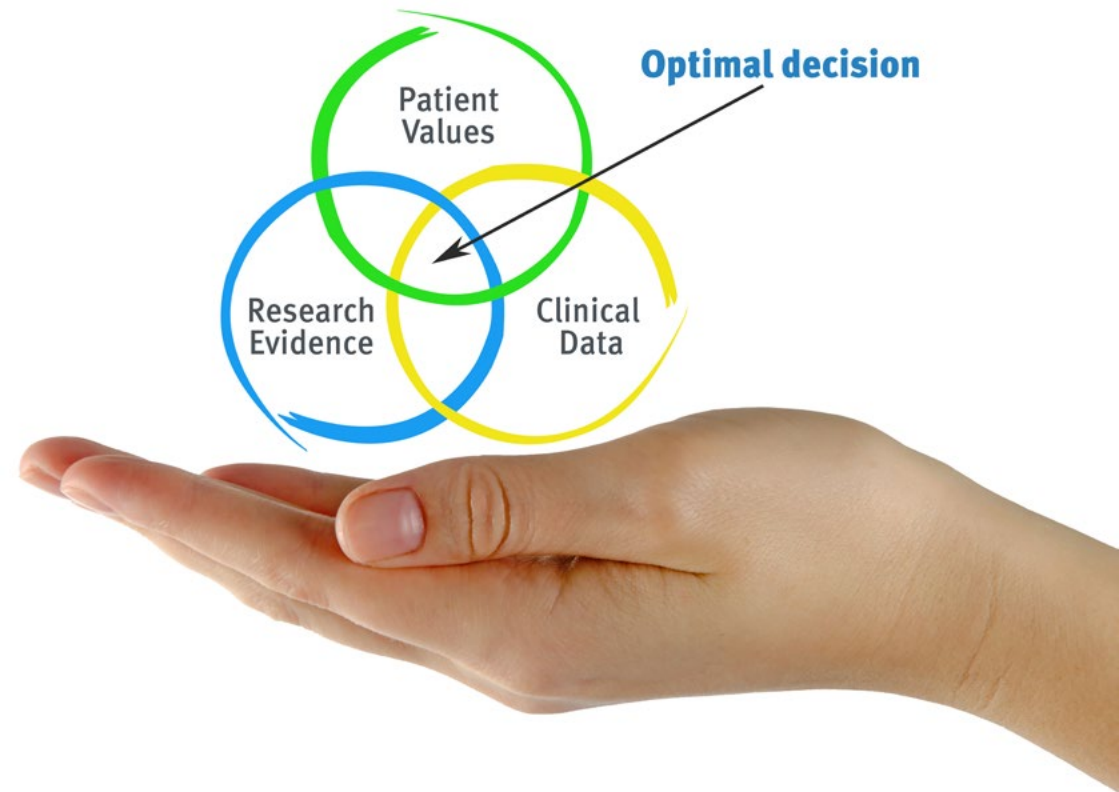 Optimal decision
Patient
Values
Research
Evidence
Clinical
Data